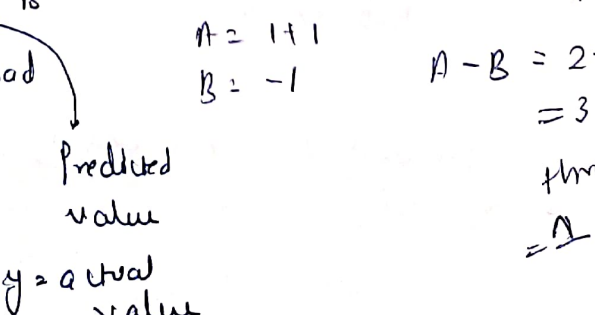 ad
Predicted
value
y = actual
value
A = 1+1
B = -1
A - B = 2
= 3